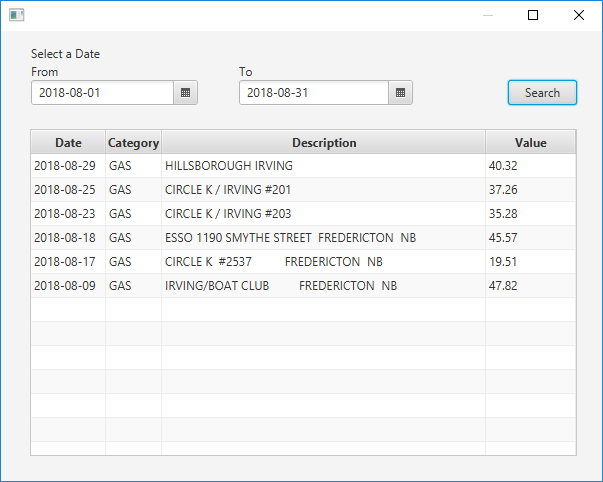 Select a Date
From To
2018-08-01 2018-08-31 Search
Date Category Description Value
2018-08-29 GAS HILLSBOROUGH IRVING 40.32
2018-08-25 GAS CIRCLE K / IRVING #201 37.26
2018-08-23 GAS CIRCLE K / IRVING #203 35.28
2018-08-18 GAS ESSO 1190 SMYTHE STREET FREDERICTON NB 45.57
2018-08-17 GAS CIRCLE K #2537 FREDERICTON NB 19.51
2018-08-09 GAS IRVING/BOAT CLUB FREDERICTON NB 47.82